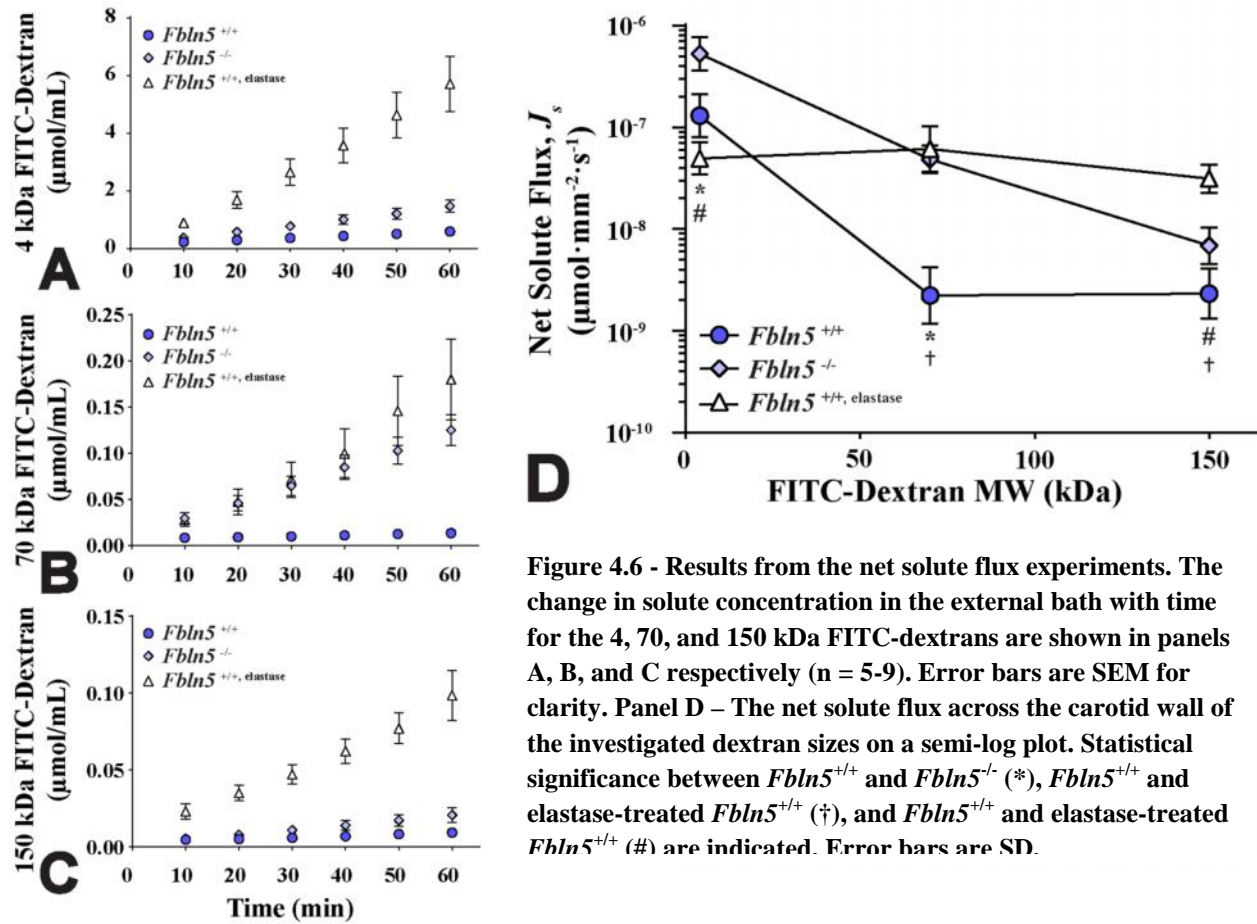 4 kDa FITC-Dextran
(µmol/mL)
8
6
4
2
0
Fbln5 +/+
Fbln5 -/-
Fbln5 +/+, elastase
0 10 20 30 40 50 60
A
70 kDa FITC-Dextran
(µmol/mL)
0.25
0.20
0.15
0.10
0.05
0.00
Fbln5 +/+
Fbln5 -/-
Fbln5 +/+, elastase
0 10 20 30 40 50 60
B
150 kDa FITC-Dextran
(µmol/mL)
0.15
0.10
0.05
0.00
Fbln5 +/+
Fbln5 -/-
Fbln5 +/+, elastase
0 10 20 30 40 50 60
Time (min)
C
Net Solute Flux, Js
(µmol·mm-2·s-1)
10-6
10-7
10-8
10-9
10-10
*
#
*
†
#
†
Fbln5 +/+
Fbln5 -/-
Fbln5 +/+, elastase
0 50 100 150
FITC-Dextran MW (kDa)
D
Figure 4.6 - Results from the net solute flux experiments. The
change in solute concentration in the external bath with time
for the 4, 70, and 150 kDa FITC-dextrans are shown in panels
A, B, and C respectively (n = 5-9). Error bars are SEM for
clarity. Panel D – The net solute flux across the carotid wall of
the investigated dextran sizes on a semi-log plot. Statistical
significance between Fbln5+/+ and Fbln5-/- (*), Fbln5+/+ and
elastase-treated Fbln5+/+ (†), and Fbln5+/+ and elastase-treated
Fbln5+/+ (#) are indicated. Error bars are SD.